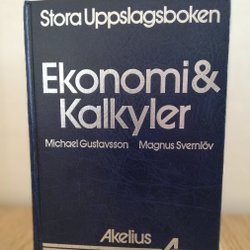 Stora Uppslagsboken
Ekonomi&
Kalkyler
Michael Gustavsson Magnus Svernlöv
Akelius